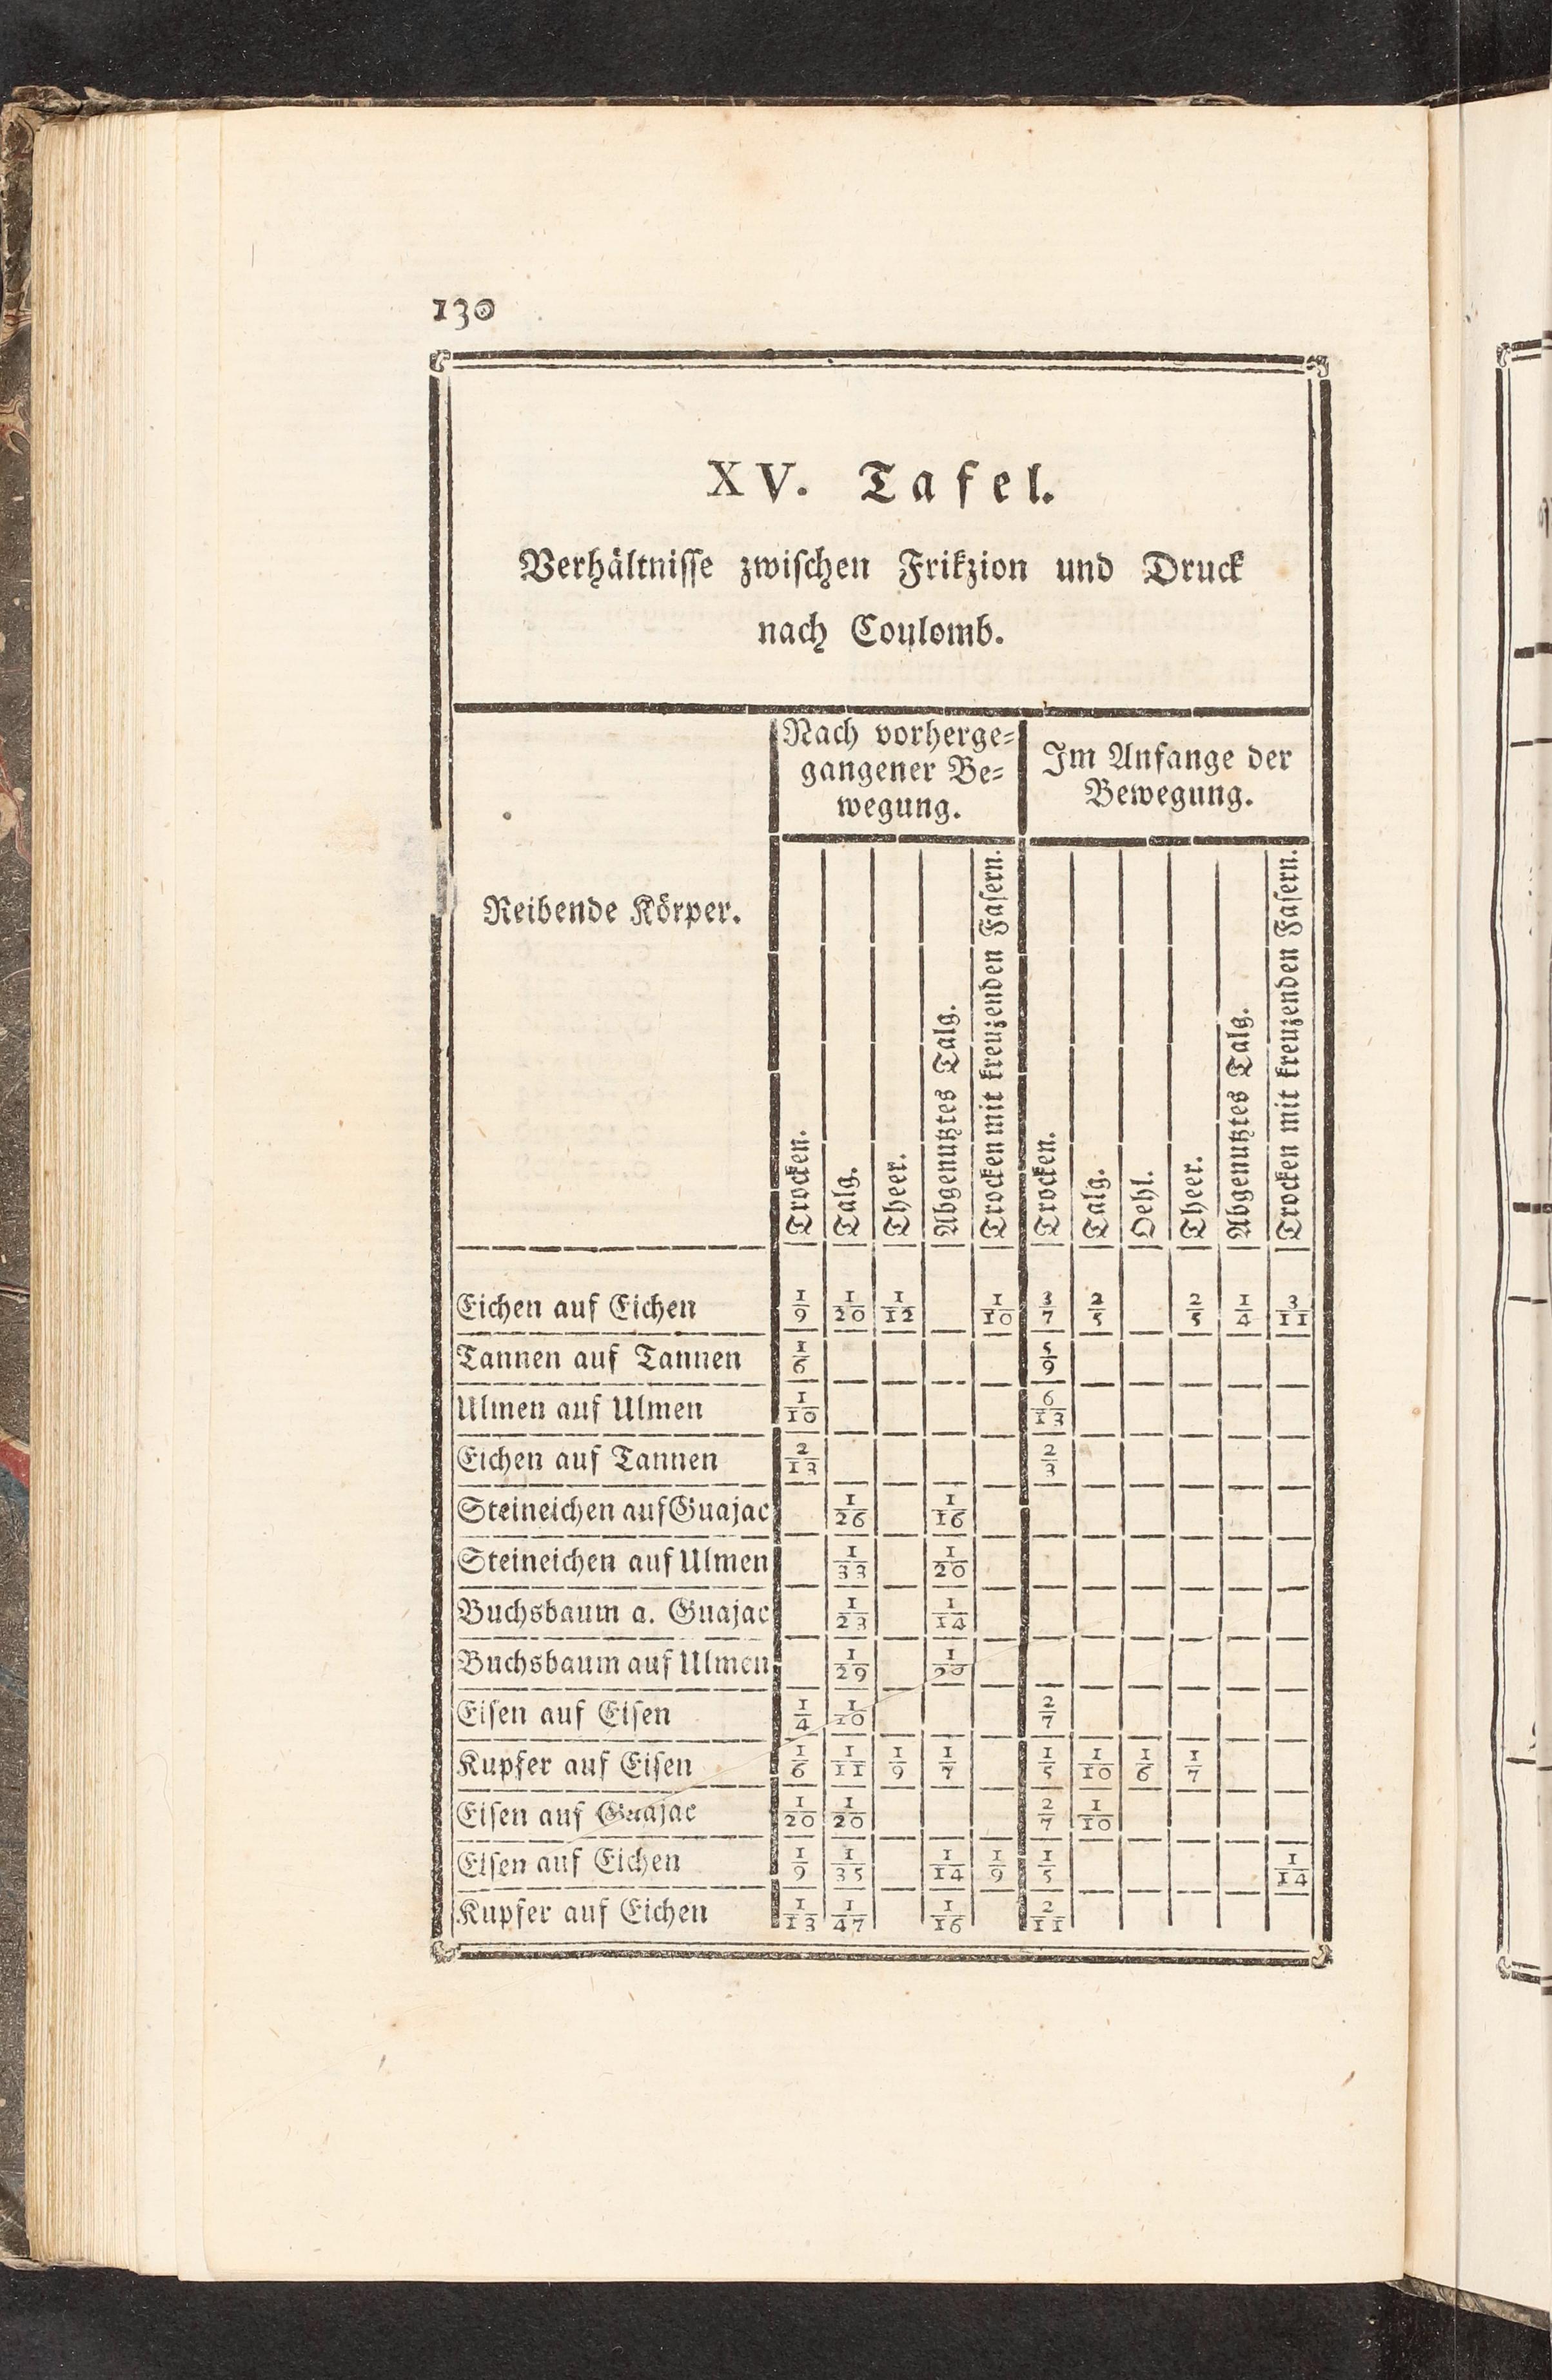 130
XV. Tafel.
Verhältnisse zwischen Frikzion und Druck
nach Coulomb.
Reibende Körper.
Nach vorherge=
gangener Be=
wegung.
Im Anfange der
Bewegung.
Trocken.
Talg.
Theer.
Abgenutztes Talg.
Trocken mit kreuzenden Fasern.
Trocken.
Talg.
Oehl.
Theer.
Abgenutztes Talg.
Trocken mit kreuzenden Fasern.
Eichen auf Eichen 1/9 1/20 1/12 1/10 3/7 2/5 2/5 1/4 3/11
Tannen auf Tannen 1/6 5/9
Ulmen auf Ulmen 1/10 6/13
Eichen auf Tannen 2/13 2/3
Steineichen auf Guajac 1/26 1/16
Steineichen auf Ulmen 1/33 1/20
Buchsbaum a. Guajac 1/23 1/14
Buchsbaum auf Ulmen 1/29 1/20
Eisen auf Eisen 1/4 1/10 2/7
Kupfer auf Eisen 1/6 1/11 1/9 1/7 1/5 1/10 1/6 1/7
Eisen auf Guajac 1/20 1/20 2/7 1/10
Eisen auf Eichen 1/9 1/35 1/14 1/9 1/5 1/14
Kupfer auf Eichen 1/13 1/47 1/16 2/11